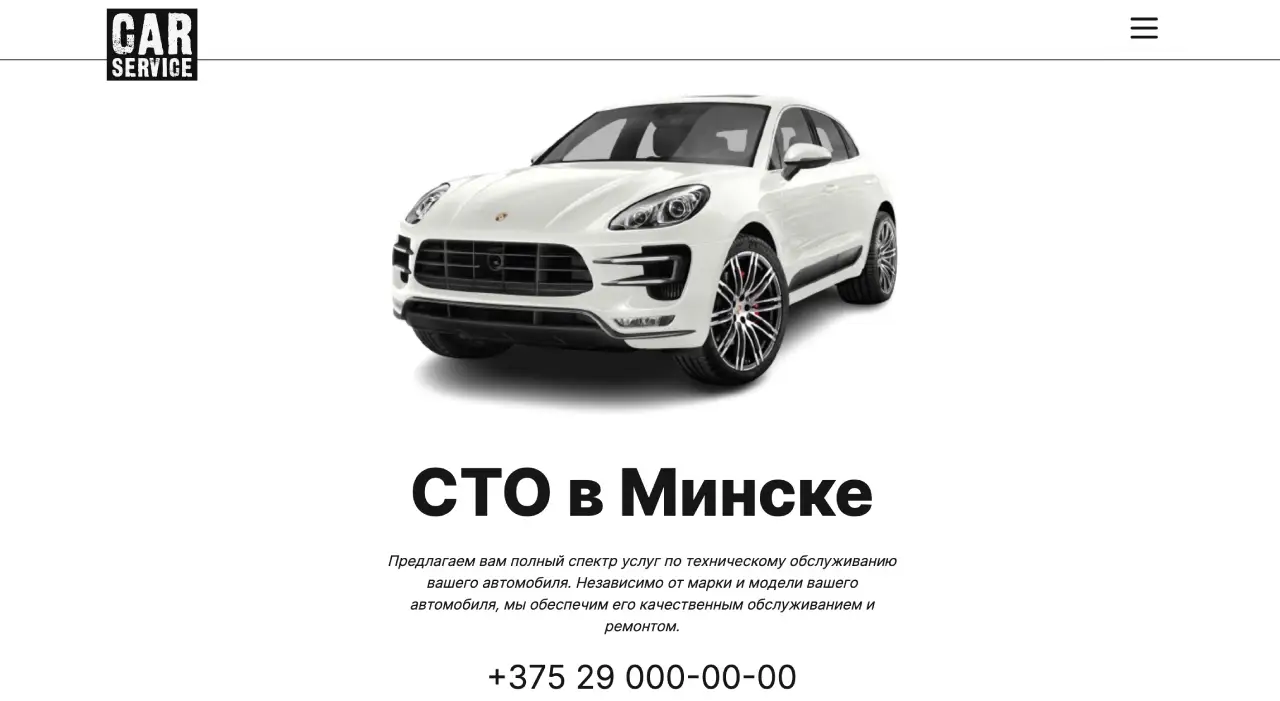 CAR
SERVICE
СТО в Минске
Предлагаем вам полный спектр услуг по техническому обслуживанию
вашего автомобиля. Независимо от марки и модели вашего
автомобиля, мы обеспечим его качественным обслуживанием и
ремонтом.
+375 29 000-00-00